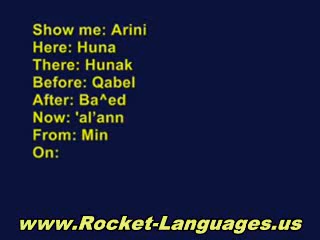 Show me: Arini
Here: Huna
There: Hunak
Before: Qabel
After: Ba^ed
Now: 'al’ann
From: Min
On:
www.Rocket-Languages.us